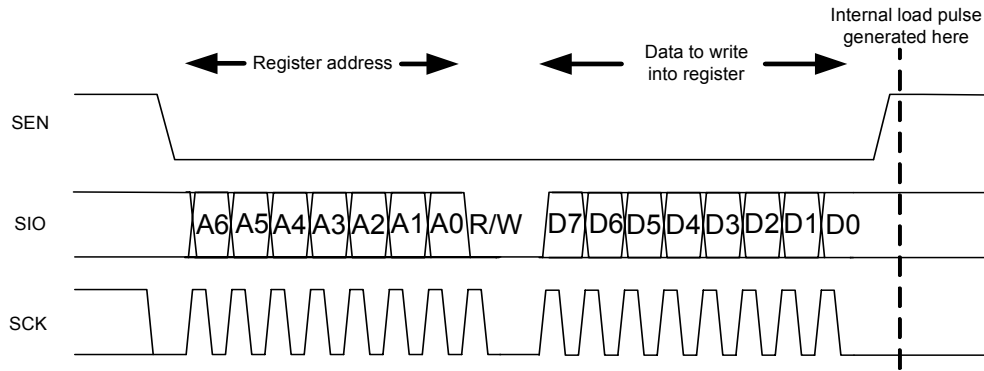 Internal load pulse
generated here
Register address
Data to write
into register
SEN
SIO
A6 A5 A4 A3 A2 A1 A0 R/W D7 D6 D5 D4 D3 D2 D1 D0
SCK